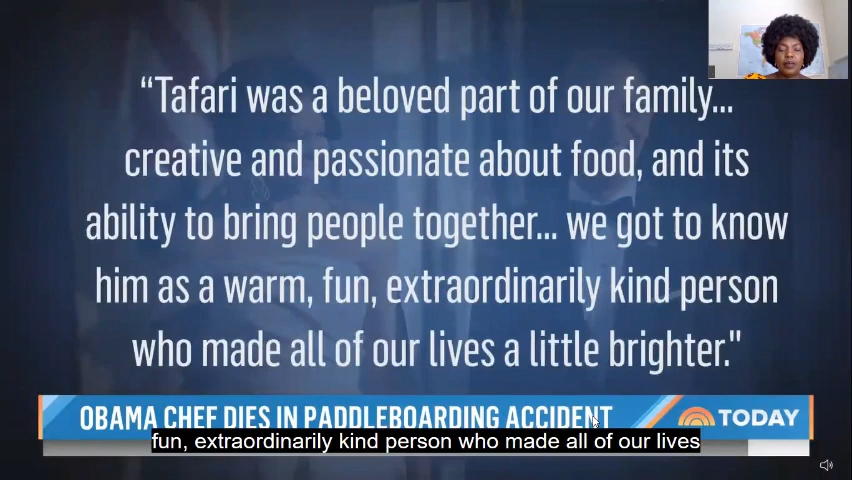 “Tafari was a beloved part of our family...
creative and passionate about food, and its
ability to bring people together... we got to know
him as a warm, fun, extraordinarily kind person
who made all of our lives a little brighter."
OBAMA CHEF DIES IN PADDLEBOARDING ACCIDENT
TODAY
fun, extraordinarily kind person who made all of our lives